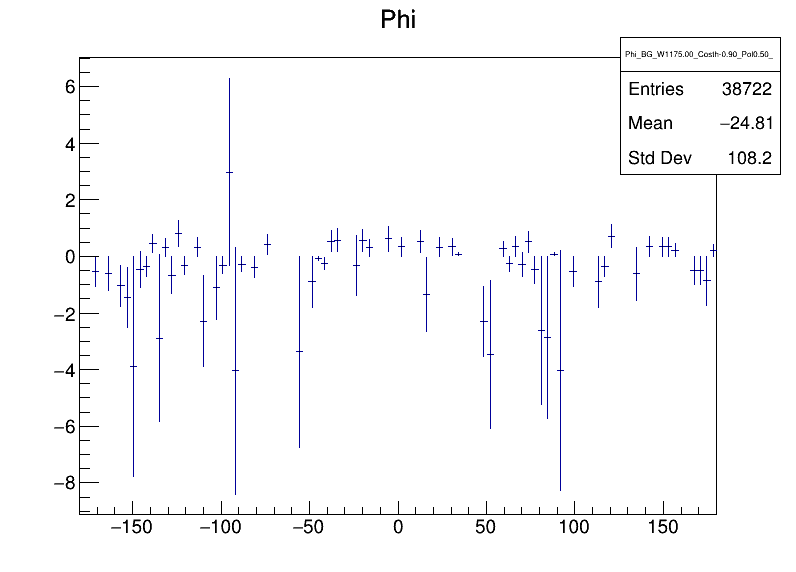 Phi
Phi_BG_W1175.00_Costh-0.90_Pol0.50_
Entries 38722
Mean −24.81
Std Dev 108.2
6
4
2
0
−2
−4
−6
−8
−150 −100 −50 0 50 100 150